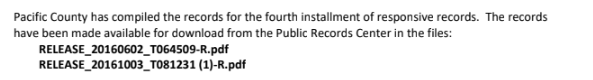 Pacific County has compiled the records for the fourth installment of responsive records.  The records
have been made available for download from the Public Records Center in the files:
RELEASE_20160602_T064509-R.pdf
RELEASE_20161003_T081231 (1)-R.pdf